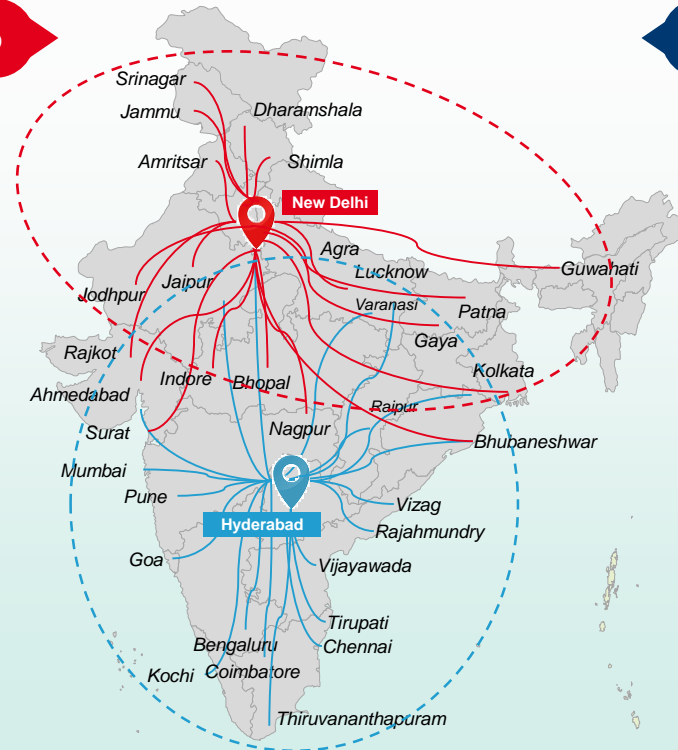 Srinagar
Jammu
Dharamshala
Amritsar
Shimla
New Delhi
Agra
Lucknow
Guwahati
Jaipur
Jodhpur
Varanasi
Patna
Gaya
Rajkot
Kolkata
Indore
Bhopal
Ahmedabad
Raipur
Nagpur
Surat
Bhubaneshwar
Mumbai
Pune
Vizag
Hyderabad
Rajahmundry
Goa
Vijayawada
Tirupati
Bengaluru
Chennai
Kochi
Coimbatore
Thiruvananthapuram